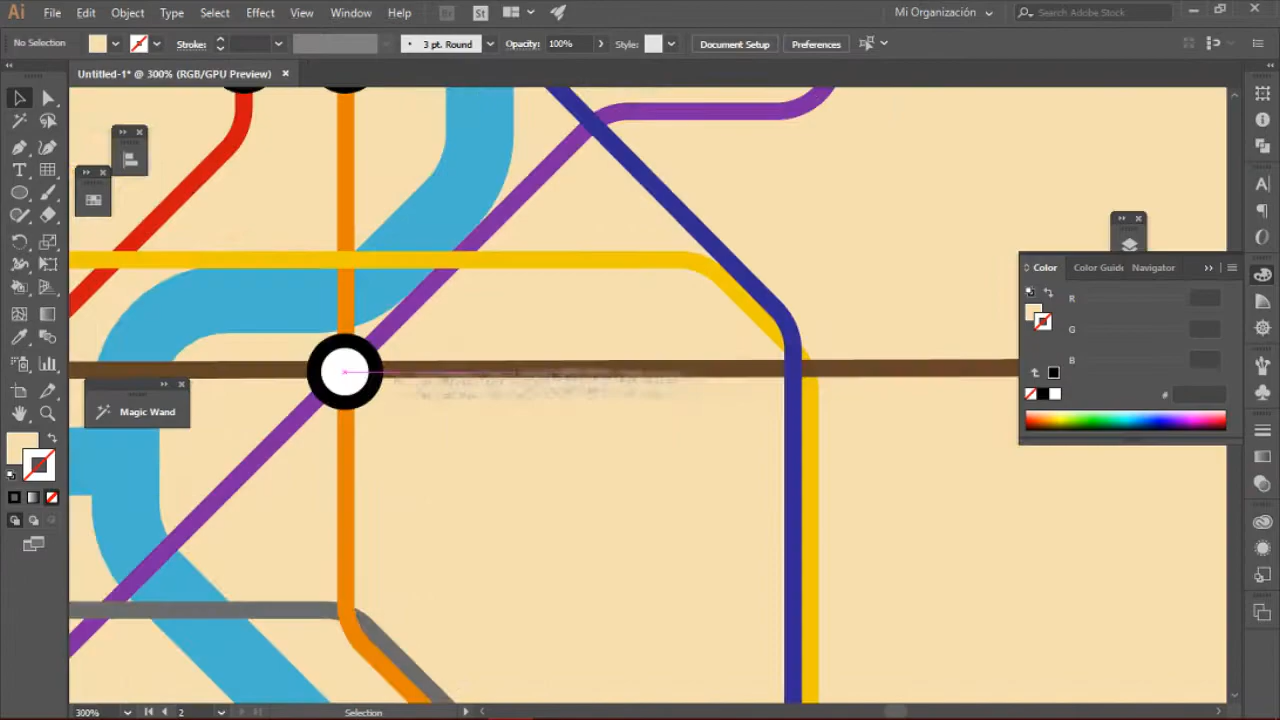 Ai File Edit Object Type Select Effect View Window Help Br St Mi Organización Search Adobe Stock
No Selection Stroke: 3 pt. Round Opacity: 100% Style: Document Setup Preferences
Untitled-1* @ 300% (RGB/GPU Preview)
Color Color Guide Navigator
R
G
B
#
Magic Wand
300% 2 Selection